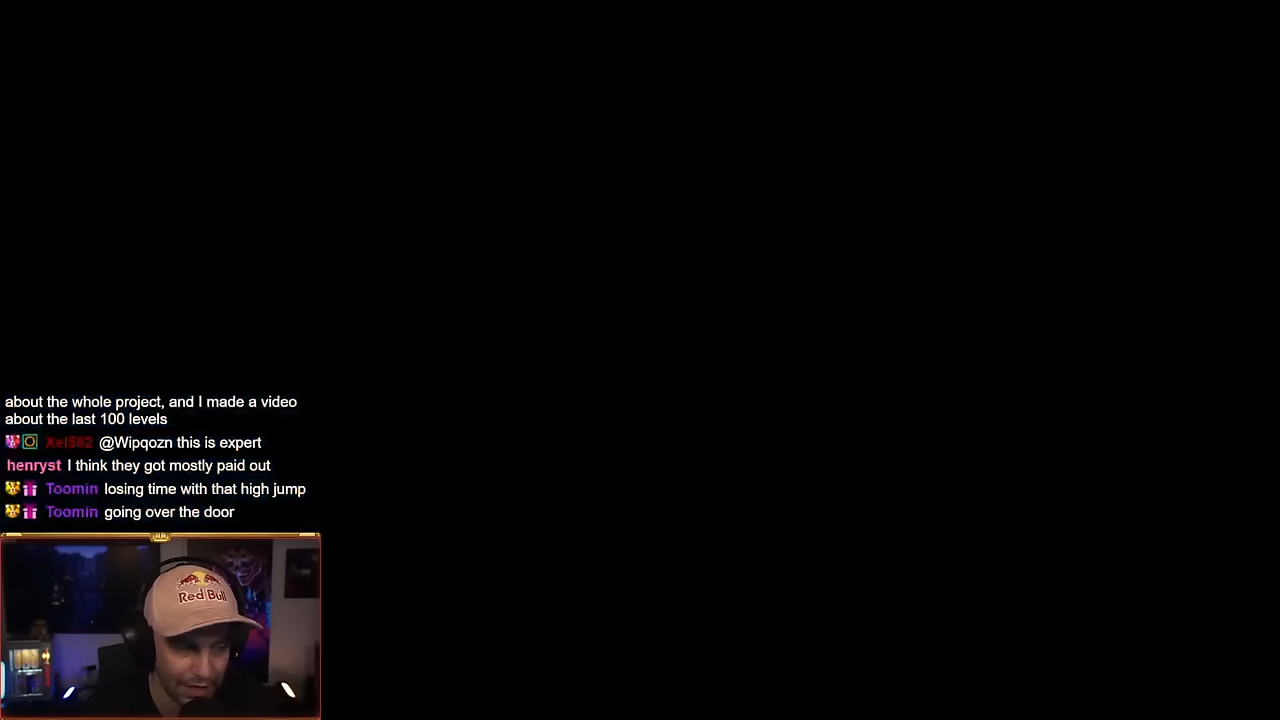 about the whole project, and I made a video
about the last 100 levels
Xel562 @Wipqozn this is expert
henryst I think they got mostly paid out
Toomin losing time with that high jump
Toomin going over the door
Red Bull